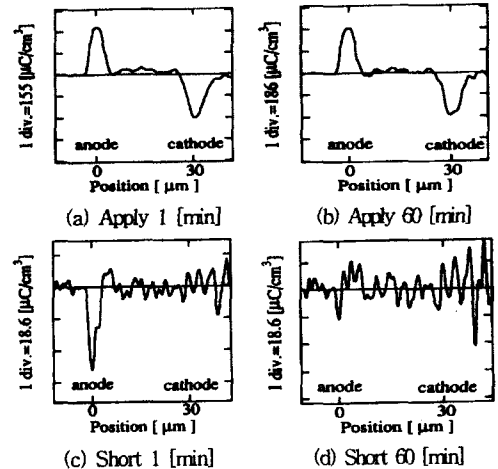 1 div.=155 [μC/cm³]
anode cathode
0 30
Position [ μm ]
(a) Apply 1 [min]
1 div.=186 [μC/cm³]
anode cathode
0 30
Position [ μm ]
(b) Apply 60 [min]
1 div.=18.6 [μC/cm³]
anode cathode
0 30
Position [ μm ]
(c) Short 1 [min]
1 div.=18.6 [μC/cm³]
anode cathode
0 30
Position [ μm ]
(d) Short 60 [min]